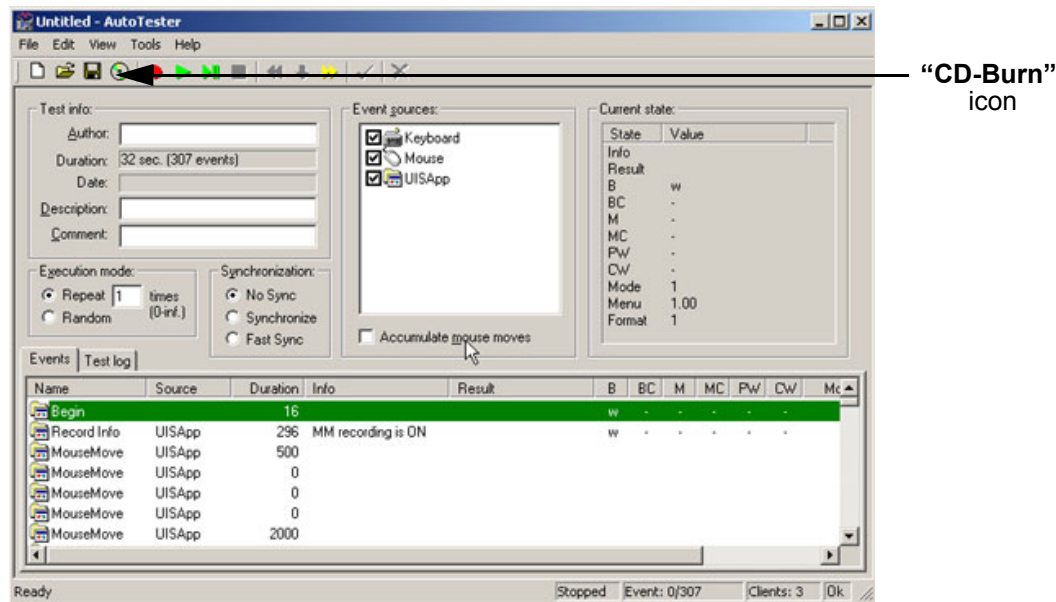 Untitled - AutoTester
File Edit View Tools Help
“CD-Burn”
icon
Test info:
Author:
Duration: 32 sec. (307 events)
Date:
Description:
Comment:
Event sources:
Keyboard
Mouse
UISApp
Accumulate mouse moves
Current state:
State Value
Info
Result
B w
BC -
M -
MC -
PW -
CW -
Mode 1
Menu 1.00
Format 1
Execution mode:
Repeat 1 times
Random (0-inf.)
Synchronization:
No Sync
Synchronize
Fast Sync
Events Test log
Name Source Duration Info Result B BC M MC PW CW Mc
Begin 16 w - - - - -
Record Info UISApp 296 MM recording is ON w - - - - -
MouseMove UISApp 500
MouseMove UISApp 0
MouseMove UISApp 0
MouseMove UISApp 0
MouseMove UISApp 2000
Ready Stopped Event: 0/307 Clients: 3 Ok